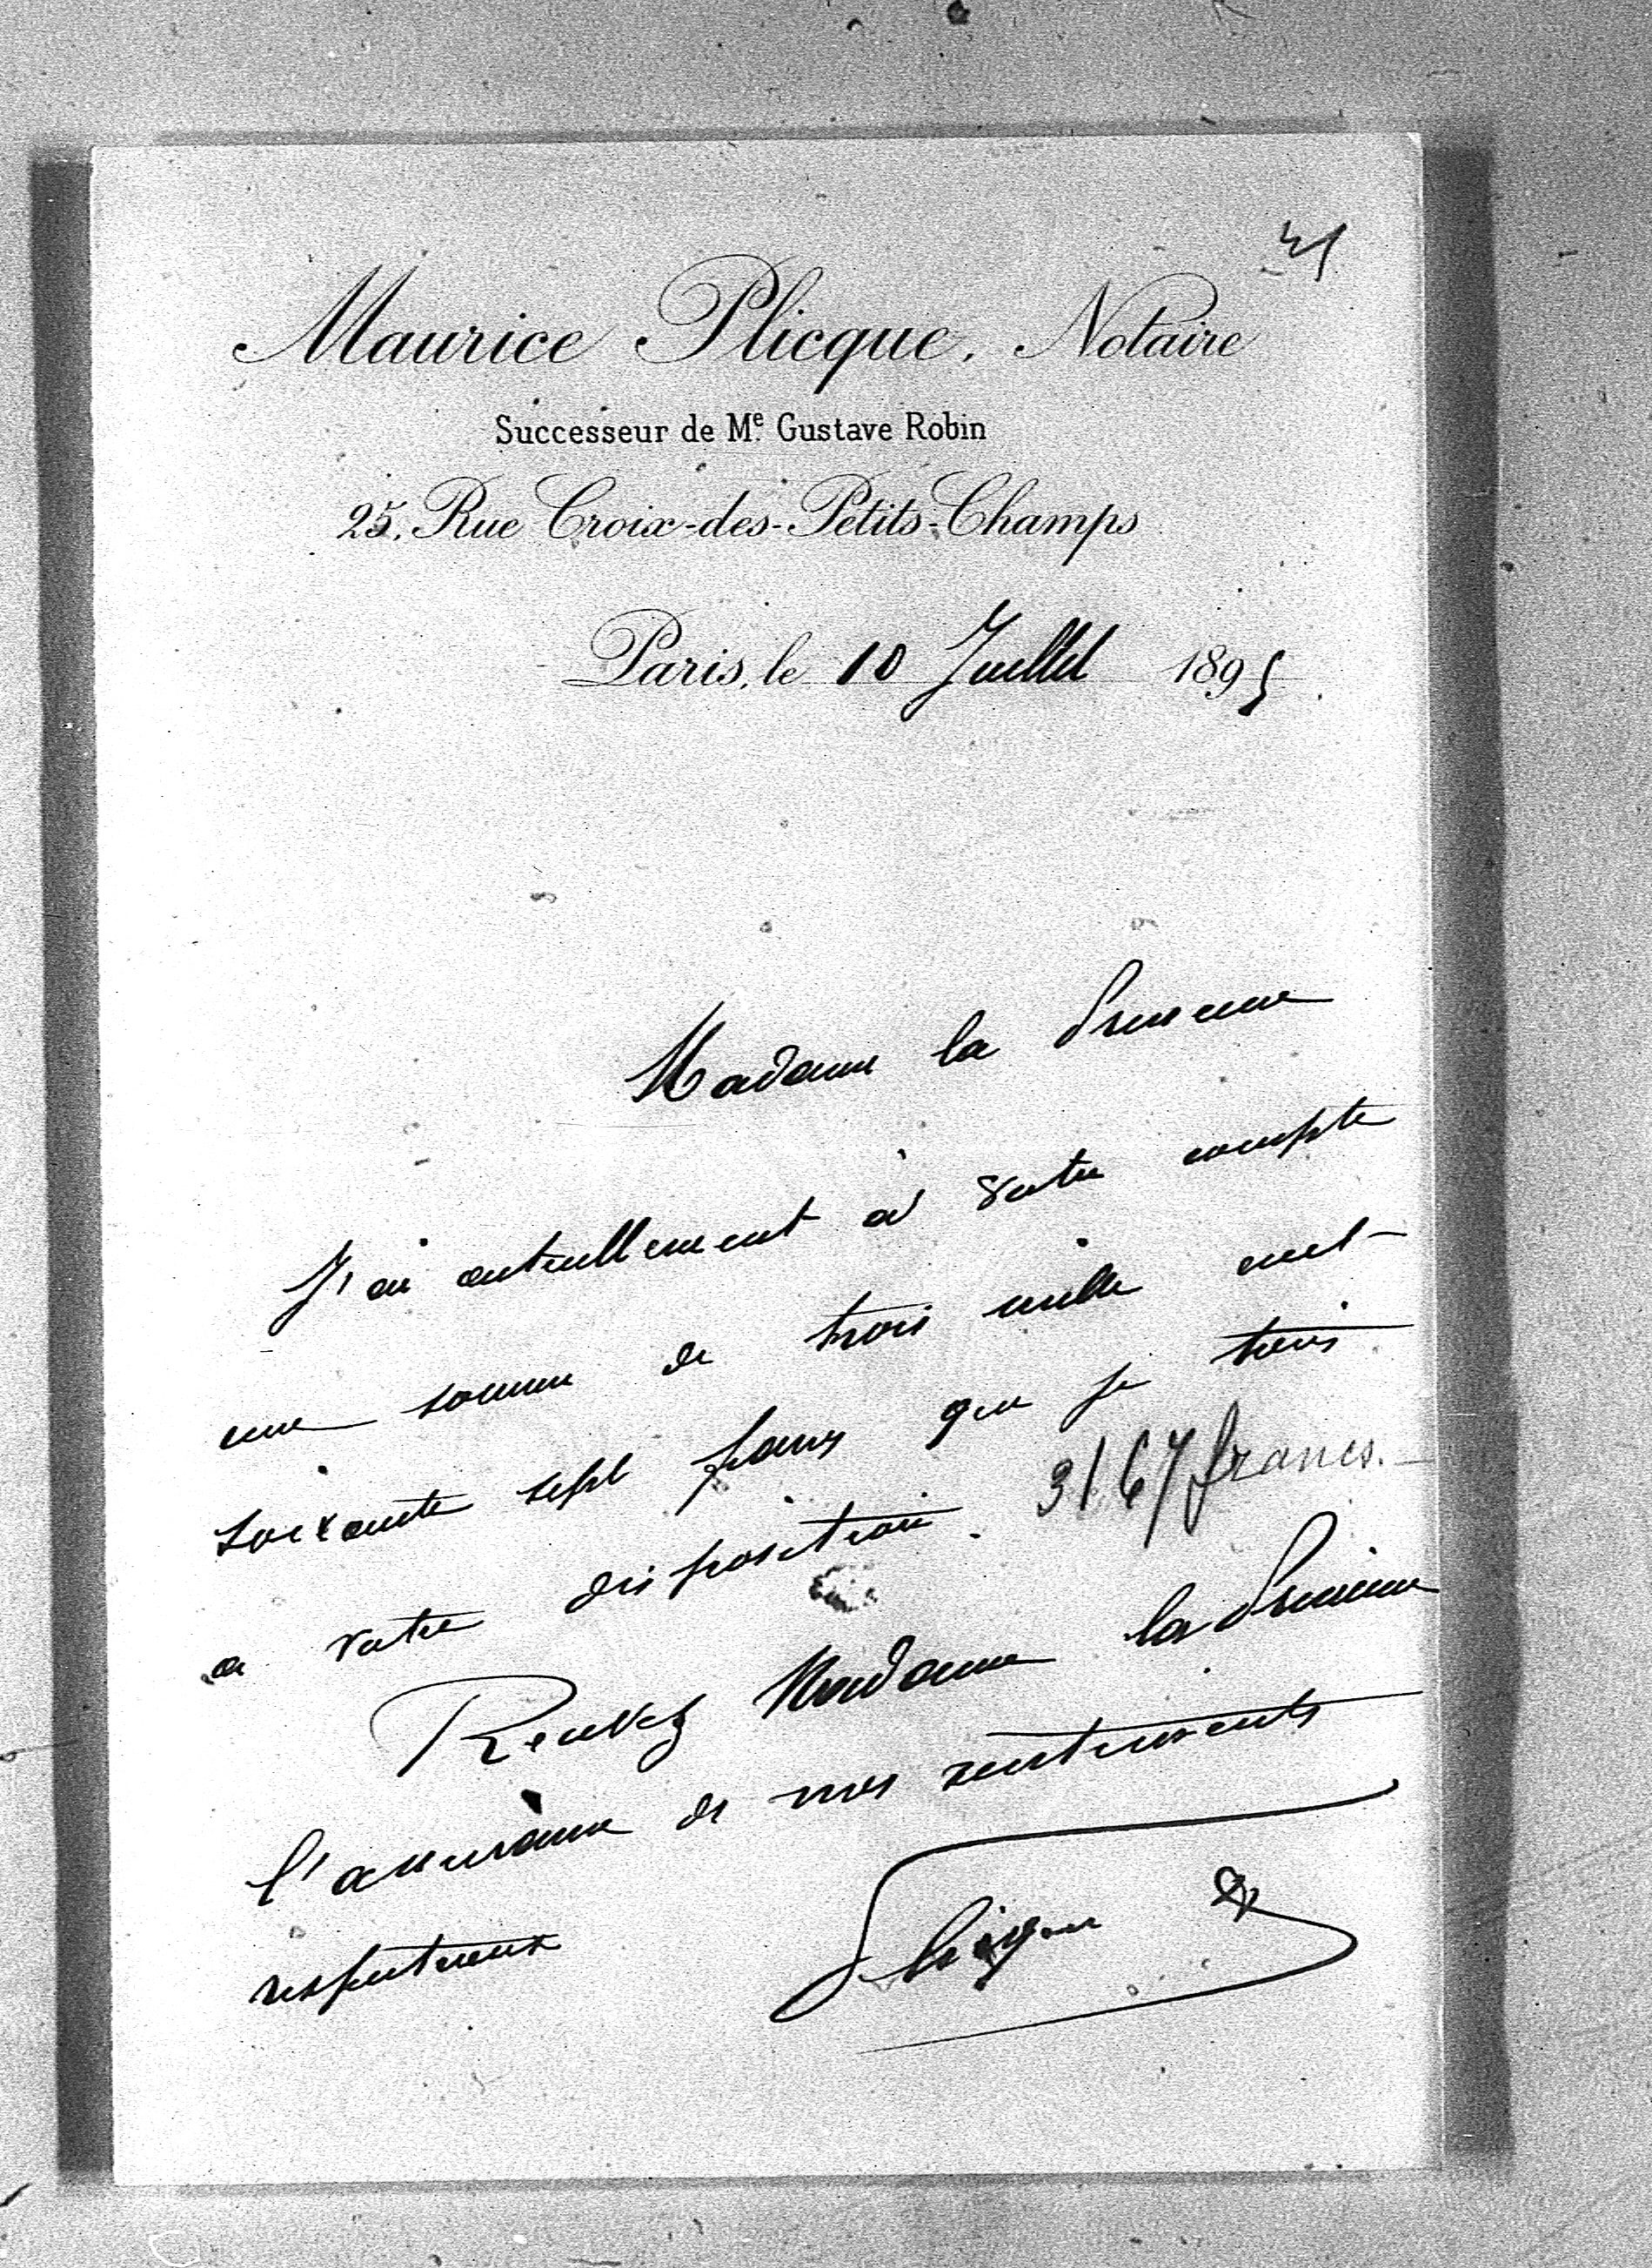 Maurice Plicque, Notaire
Successeur de Me. Gustave Robin
25, Rue Croix-des-Petits-Champs
Paris, le 10 Juillet 1895
Madame la Princesse
J'ai actuellement à votre compte
une somme de trois mille cent
soixante sept francs que je tiens
a votre disposition. 3167 francs.
Recevez Madame la Princesse
l'assurance de mes sentiments
respectueux
Plicque